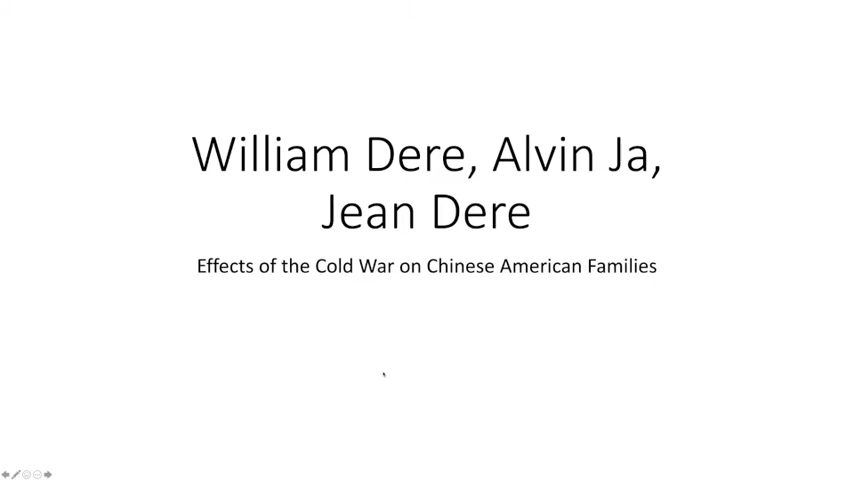 William Dere, Alvin Ja,
Jean Dere
Effects of the Cold War on Chinese American Families